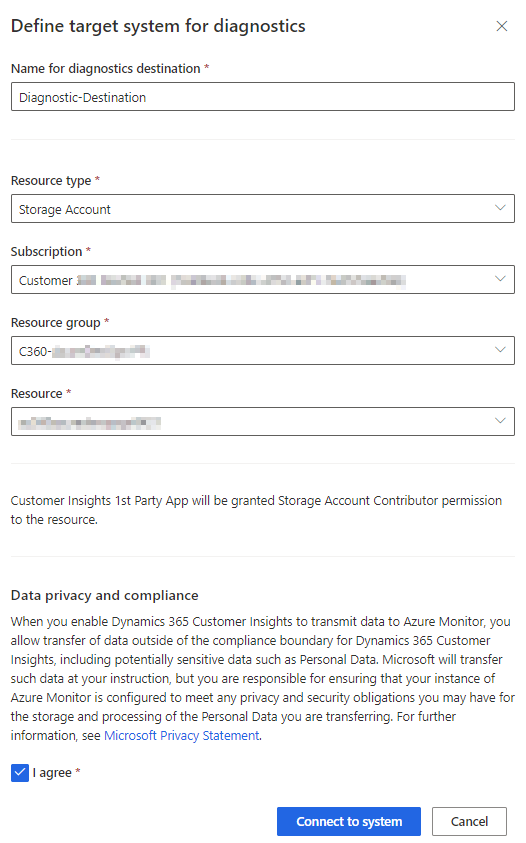 Define target system for diagnostics
Name for diagnostics destination *
Diagnostic-Destination
Resource type *
Storage Account
Subscription *
Customer
Resource group *
C360-
Resource *
Customer Insights 1st Party App will be granted Storage Account Contributor permission
to the resource.
Data privacy and compliance
When you enable Dynamics 365 Customer Insights to transmit data to Azure Monitor, you
allow transfer of data outside of the compliance boundary for Dynamics 365 Customer
Insights, including potentially sensitive data such as Personal Data. Microsoft will transfer
such data at your instruction, but you are responsible for ensuring that your instance of
Azure Monitor is configured to meet any privacy and security obligations you may have for
the storage and processing of the Personal Data you are transferring. For further
information, see Microsoft Privacy Statement.
I agree *
Connect to system
Cancel